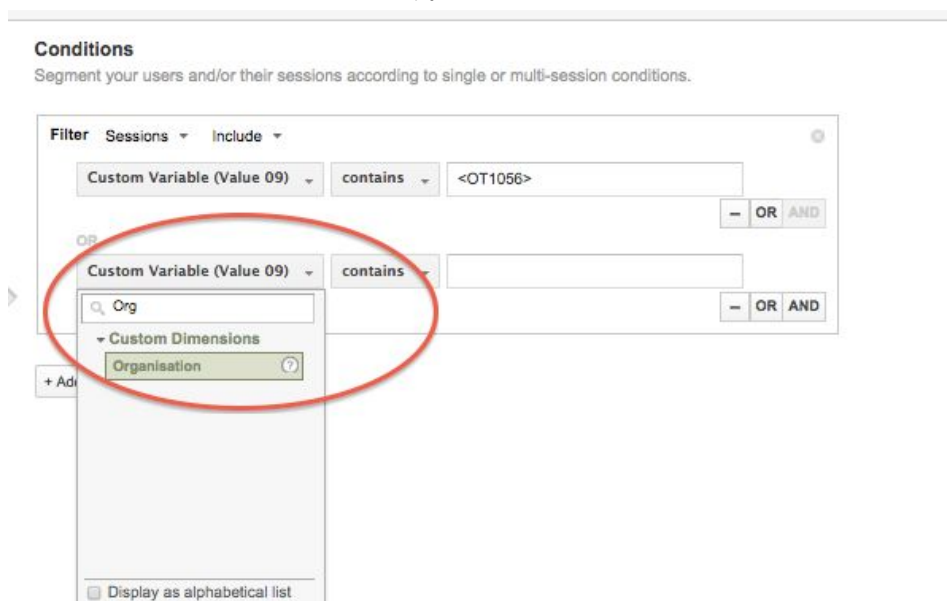 Conditions
Segment your users and/or their sessions according to single or multi-session conditions.
Filter Sessions Include
Custom Variable (Value 09) contains <OT1056>
– OR AND
OR
Custom Variable (Value 09) contains
Org
– OR AND
Custom Dimensions
Organisation ?
+ Ad
Display as alphabetical list